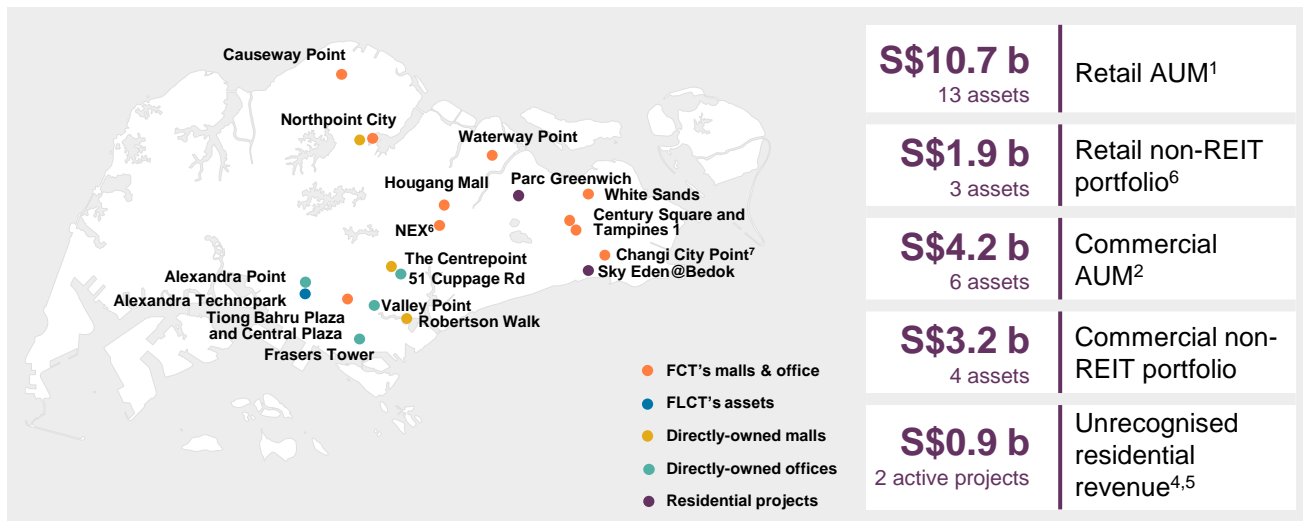 Causeway Point
Northpoint City
Waterway Point
Hougang Mall
Parc Greenwich
White Sands
NEX⁶
Century Square and
Tampines 1
Changi City Point⁷
The Centrepoint
51 Cuppage Rd
Sky Eden@Bedok
Alexandra Point
Alexandra Technopark
Tiong Bahru Plaza
and Central Plaza
Valley Point
Robertson Walk
Frasers Tower
FCT's malls & office
FLCT's assets
Directly-owned malls
Directly-owned offices
Residential projects
S$10.7 b
13 assets
Retail AUM¹
S$1.9 b
3 assets
Retail non-REIT
portfolio⁶
S$4.2 b
6 assets
Commercial
AUM²
S$3.2 b
4 assets
Commercial non-
REIT portfolio
S$0.9 b
2 active projects
Unrecognised
residential
revenue⁴,⁵